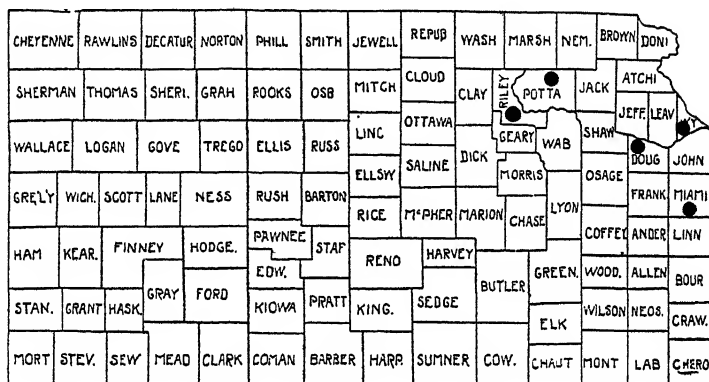 CHEYENNE RAWLINS DECATUR NORTON PHILL SMITH JEWELL REPUB WASH MARSH NEM. BROWN DONI
SHERMAN THOMAS SHERI. GRAH ROOKS OSB MITCH CLOUD CLAY RILEY POTTA JACK ATCHI
JEFF. LEAV. WY
WALLACE LOGAN GOVE TREGO ELLIS RUSS LINC OTTAWA GEARY WAB SHAW DOUG JOHN
ELLSW SALINE DICK MORRIS OSAGE
GRE'L'Y WICH. SCOTT LANE NESS RUSH BARTON RICE McPHER MARION CHASE LYON FRANK MIAMI
HAM KEAR. FINNEY HODGE. PAWNEE STAF RENO HARVEY COFFEY ANDER LINN
EDW. BUTLER GREEN. WOOD. ALLEN BOUR
STAN. GRANT HASK. GRAY FORD KIOWA PRATT KING. SEDGE ELK WILSON NEOS. CRAW.
MORT STEV. SEW MEAD CLARK COMAN BARBER HARP. SUMNER COW. CHAUT MONT LAB CHERO